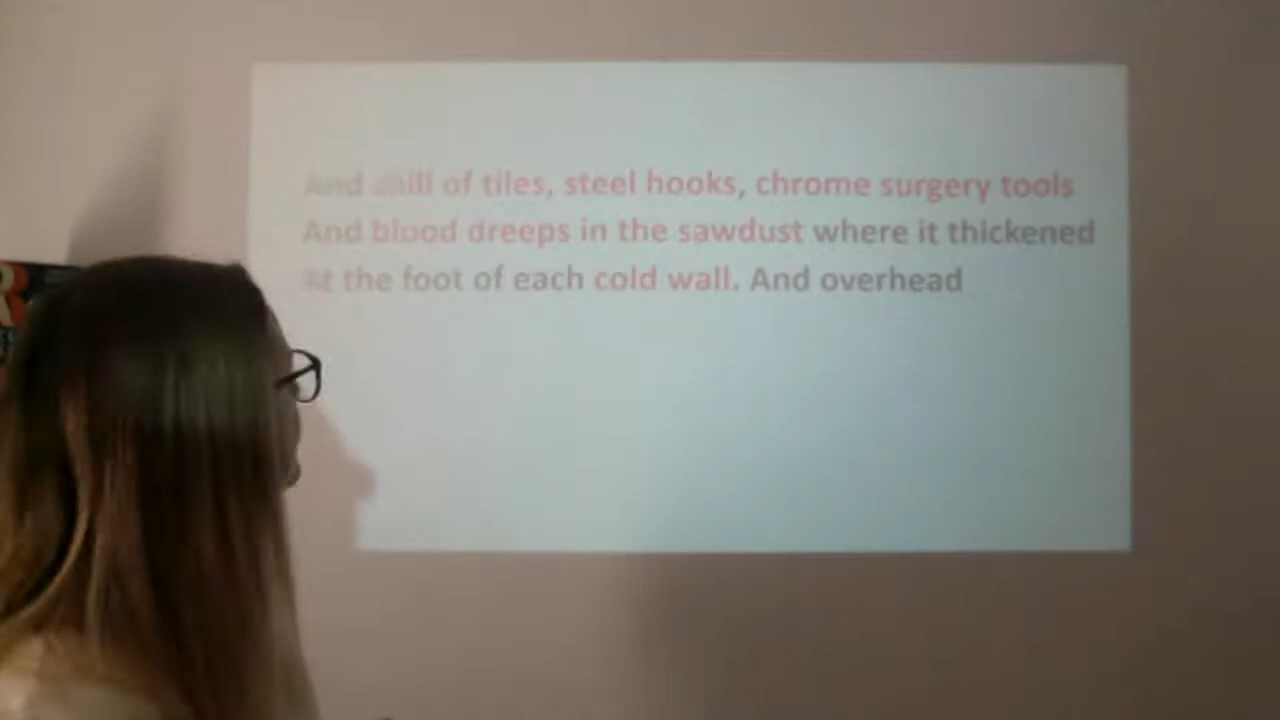 And chill of tiles, steel hooks, chrome surgery tools
And blood dreeps in the sawdust where it thickened
At the foot of each cold wall. And overhead